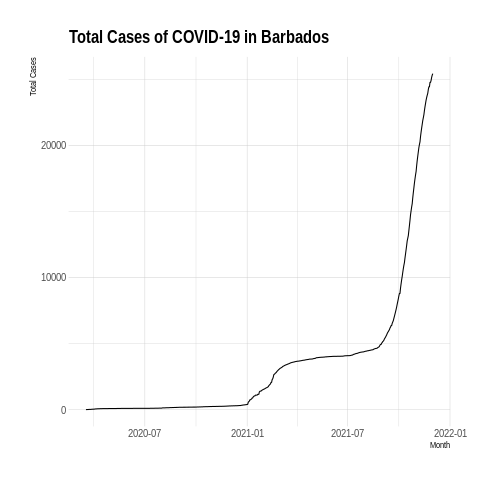 Total Cases of COVID-19 in Barbados
Total Cases
20000
10000
0
2020-07
2021-01
2021-07
2022-01
Month